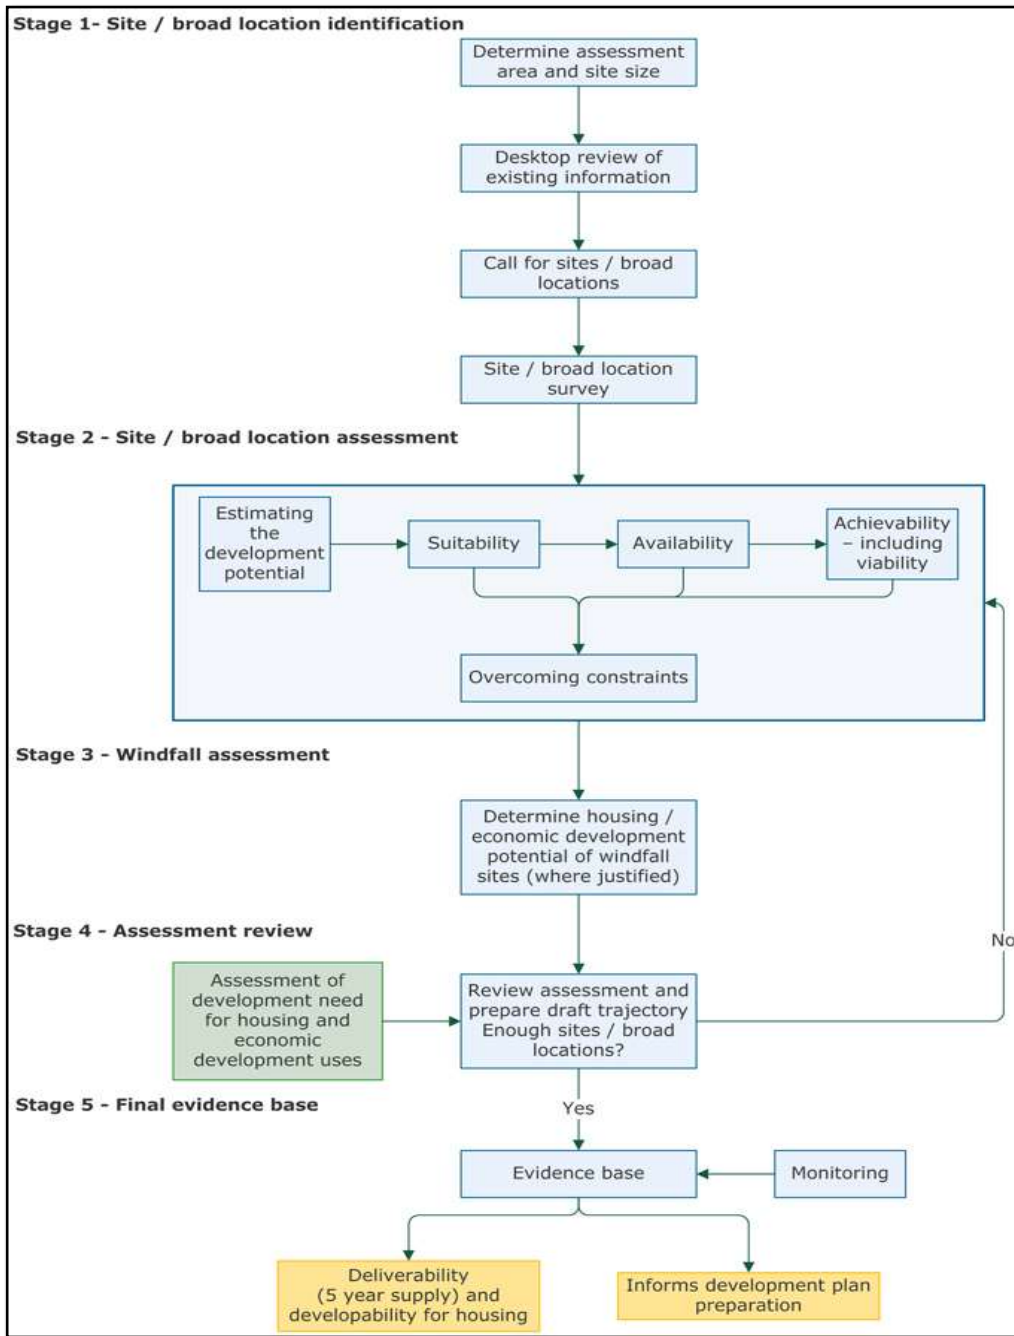 Stage 1- Site / broad location identification
Determine assessment
area and site size
Desktop review of
existing information
Call for sites / broad
locations
Site / broad location
survey
Stage 2 - Site / broad location assessment
Estimating
the
development
potential
Suitability
Availability
Achievability
– including
viability
Overcoming constraints
Stage 3 - Windfall assessment
Determine housing /
economic development
potential of windfall
sites (where justified)
Stage 4 - Assessment review
Assessment of
development need
for housing and
economic
development uses
Review assessment and
prepare draft trajectory
Enough sites / broad
locations?
No
Stage 5 - Final evidence base
Yes
Evidence base
Monitoring
Deliverability
(5 year supply) and
developability for housing
Informs development plan
preparation